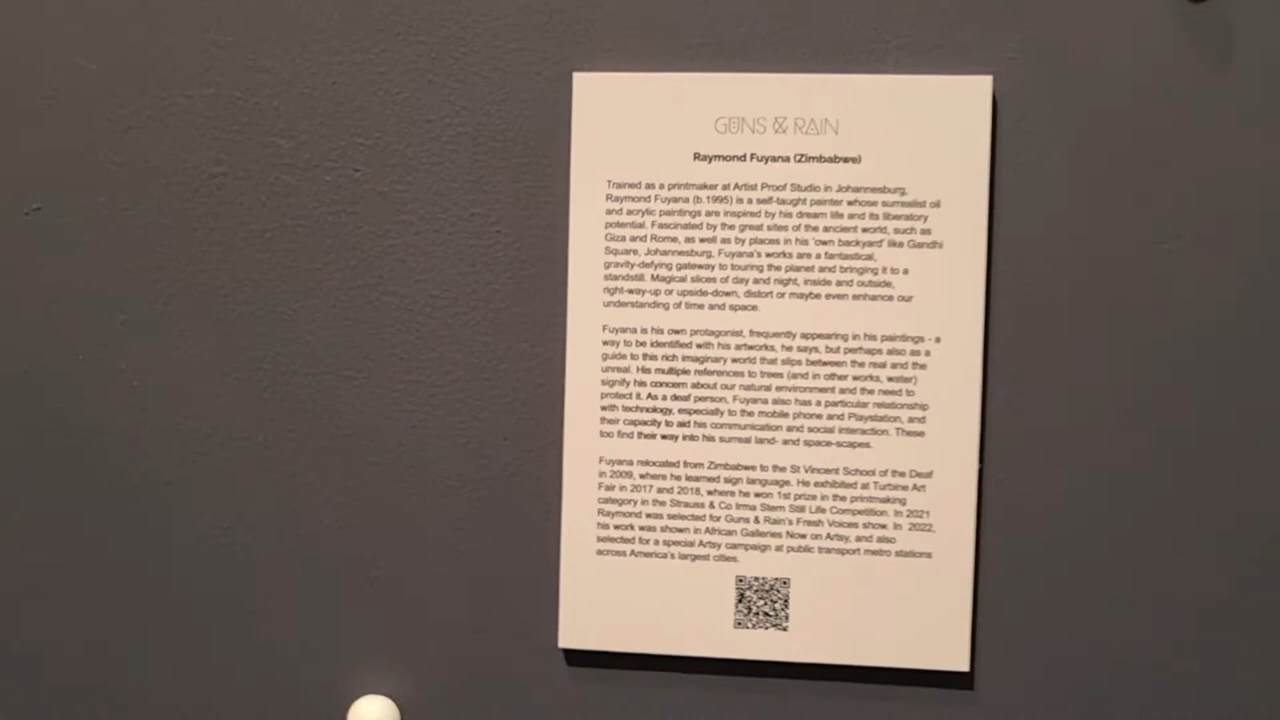 GUNS & RAIN
Raymond Fuyana (Zimbabwe)
Trained as a printmaker at Artist Proof Studio in Johannesburg,
Raymond Fuyana (b.1995) is a self-taught painter whose surrealist oil
and acrylic paintings are inspired by his dream life and its liberatory
potential. Fascinated by the great sites of the ancient world, such as
Giza and Rome, as well as by places in his 'own backyard' like Gandhi
Square, Johannesburg, Fuyana's works are a fantastical,
gravity-defying gateway to touring the planet and bringing it to a
standstill. Magical slices of day and night, inside and outside,
right-way-up or upside-down, distort or maybe even enhance our
understanding of time and space.
Fuyana is his own protagonist, frequently appearing in his paintings - a
way to be identified with his artworks, he says, but perhaps also as a
guide to this rich imaginary world that slips between the real and the
unreal. His multiple references to trees (and in other works, water)
signify his concern about our natural environment and the need to
protect it. As a deaf person, Fuyana also has a particular relationship
with technology, especially to the mobile phone and Playstation, and
their capacity to aid his communication and social interaction. These
too find their way into his surreal land- and space-scapes.
Fuyana relocated from Zimbabwe to the St Vincent School of the Deaf
in 2009, where he learned sign language. He exhibited at Turbine Art
Fair in 2017 and 2018, where he won 1st prize in the printmaking
category in the Strauss & Co Irma Stern Still Life Competition. In 2021
Raymond was selected for Guns & Rain's Fresh Voices show. In 2022,
his work was shown in African Galleries Now on Artsy, and also
selected for a special Artsy campaign at public transport metro stations
across America's largest cities.